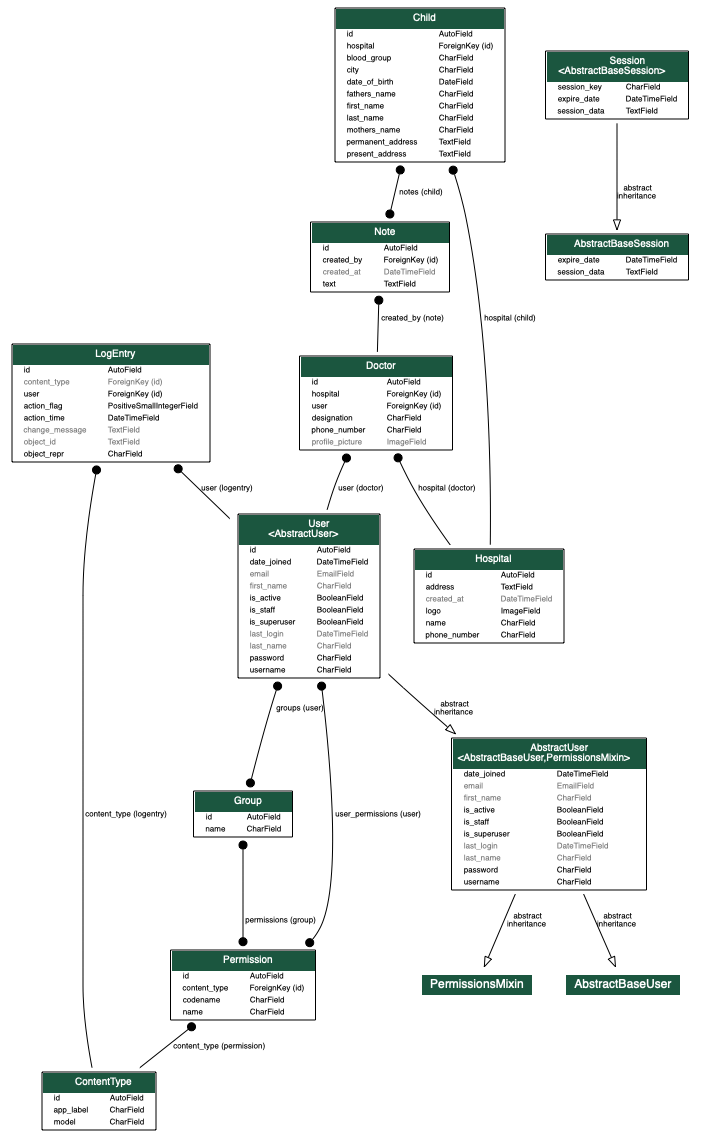 Child
id AutoField
hospital ForeignKey (id)
blood_group CharField
city CharField
date_of_birth DateField
fathers_name CharField
first_name CharField
last_name CharField
mothers_name CharField
permanent_address TextField
present_address TextField
Session
<AbstractBaseSession>
session_key CharField
expire_date DateTimeField
session_data TextField
notes (child)
abstract
inheritance
Note
id AutoField
created_by ForeignKey (id)
created_at DateTimeField
text TextField
AbstractBaseSession
expire_date DateTimeField
session_data TextField
created_by (note)
hospital (child)
LogEntry
id AutoField
content_type ForeignKey (id)
user ForeignKey (id)
action_flag PositiveSmallIntegerField
action_time DateTimeField
change_message TextField
object_id TextField
object_repr CharField
Doctor
id AutoField
hospital ForeignKey (id)
user ForeignKey (id)
designation CharField
phone_number CharField
profile_picture ImageField
user (logentry)
user (doctor)
hospital (doctor)
User
<AbstractUser>
id AutoField
date_joined DateTimeField
email EmailField
first_name CharField
is_active BooleanField
is_staff BooleanField
is_superuser BooleanField
last_login DateTimeField
last_name CharField
password CharField
username CharField
Hospital
id AutoField
address TextField
created_at DateTimeField
logo ImageField
name CharField
phone_number CharField
groups (user)
abstract
inheritance
AbstractUser
<AbstractBaseUser,PermissionsMixin>
date_joined DateTimeField
email EmailField
first_name CharField
is_active BooleanField
is_staff BooleanField
is_superuser BooleanField
last_login DateTimeField
last_name CharField
password CharField
username CharField
Group
id AutoField
name CharField
content_type (logentry)
user_permissions (user)
permissions (group)
abstract
inheritance
abstract
inheritance
Permission
id AutoField
content_type ForeignKey (id)
codename CharField
name CharField
PermissionsMixin
AbstractBaseUser
content_type (permission)
ContentType
id AutoField
app_label CharField
model CharField